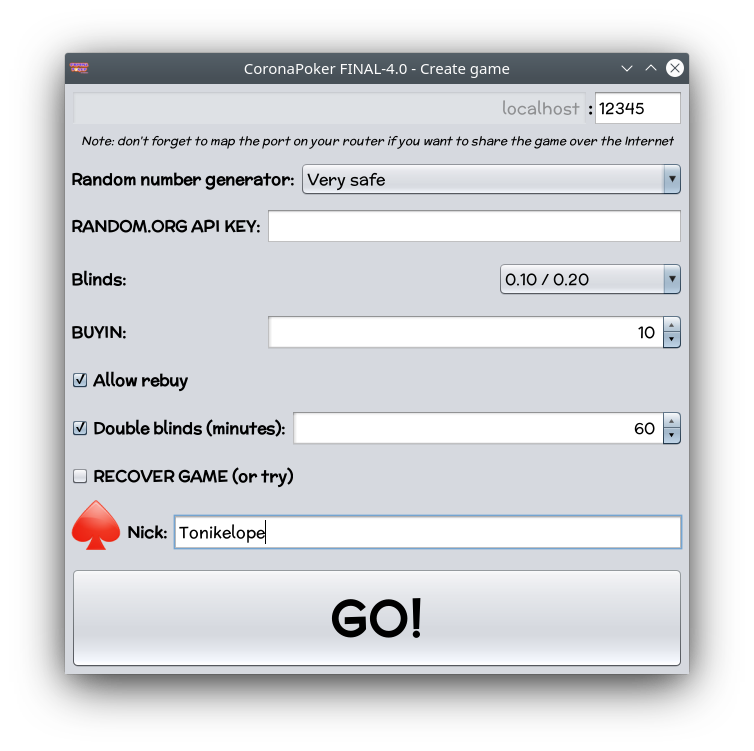 CoronaPoker FINAL-4.0 - Create game
localhost : 12345
Note: don't forget to map the port on your router if you want to share the game over the Internet
Random number generator: Very safe
RANDOM.ORG API KEY:
Blinds: 0.10 / 0.20
BUYIN: 10
Allow rebuy
Double blinds (minutes): 60
RECOVER GAME (or try)
Nick: Tonikelope
GO!